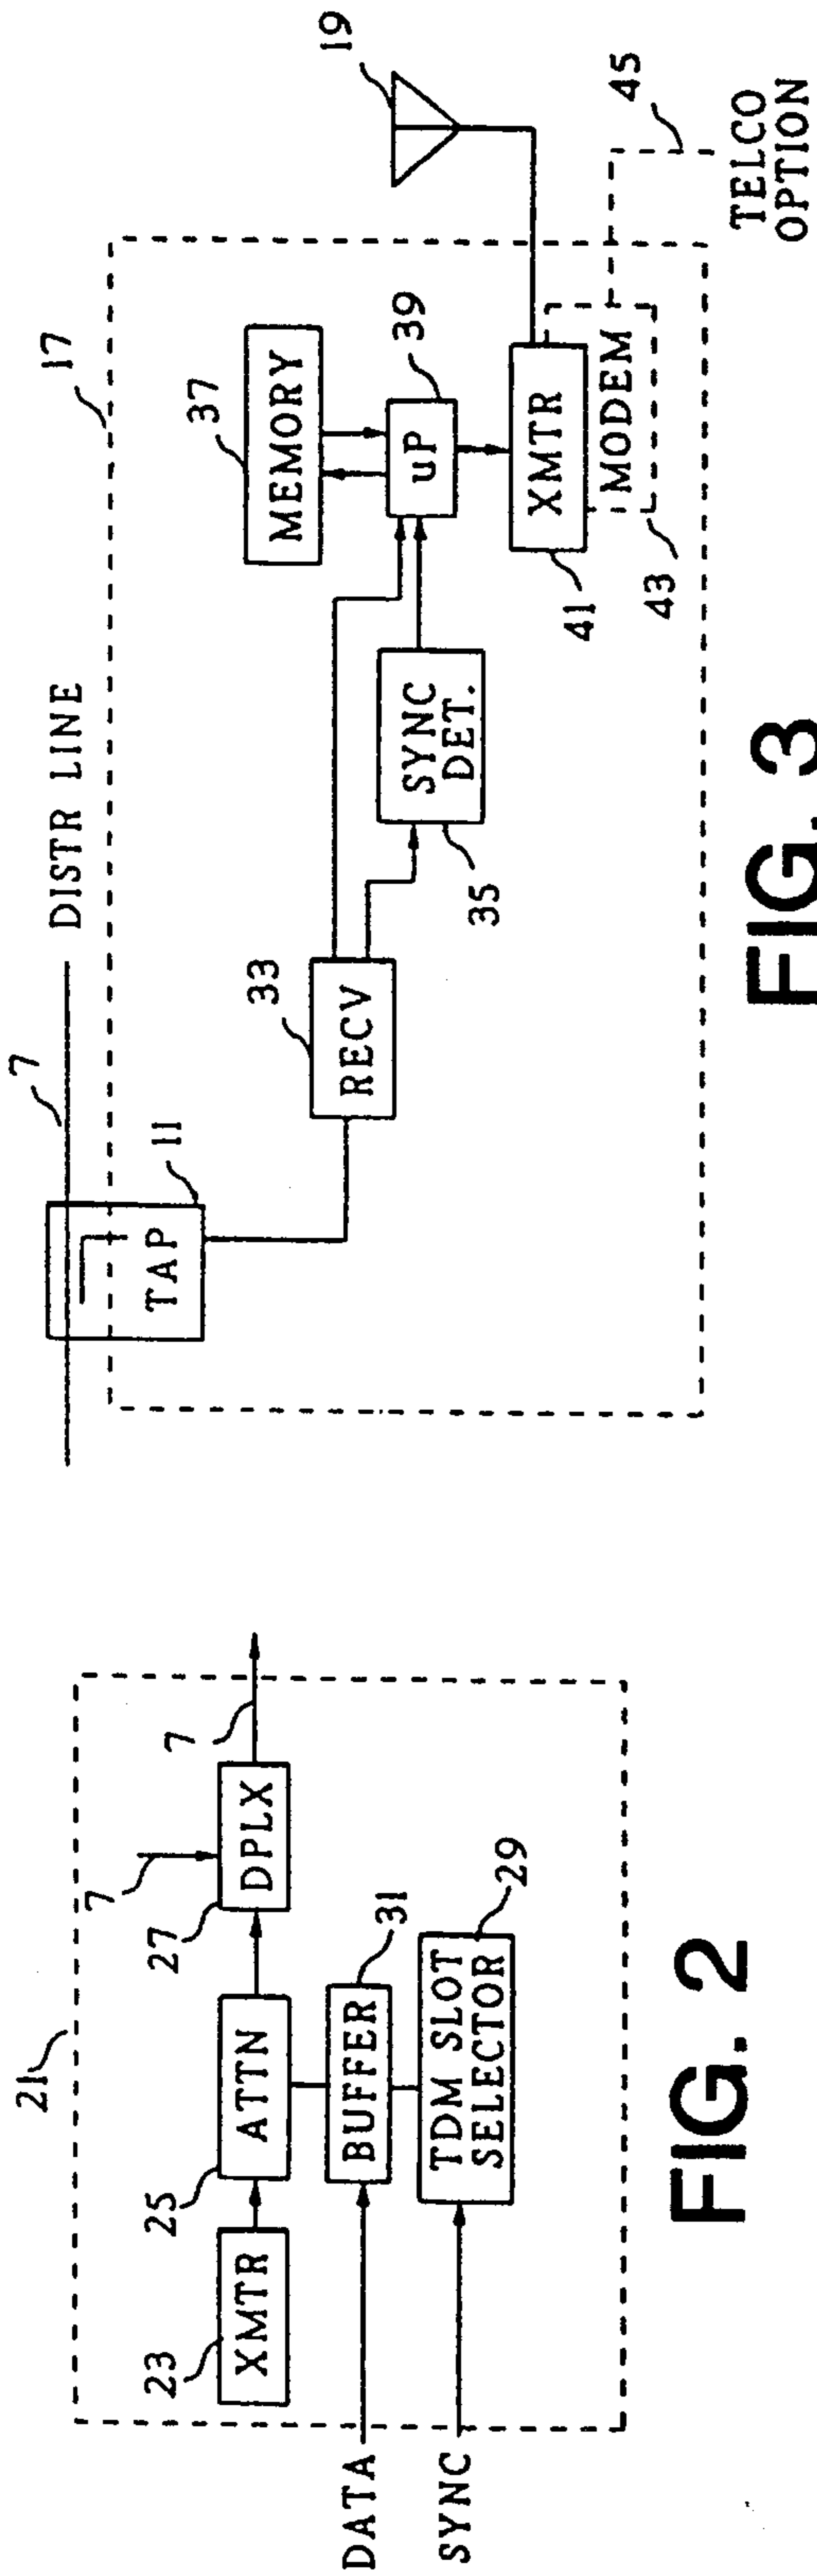 21
23
XMTR
25
ATTN
27
DPLX
7
7
31
BUFFER
29
TDM SLOT
SELECTOR
DATA
SYNC
FIG. 2
7
DISTR LINE
17
11
TAP
33
RECV
35
SYNC
DET.
37
MEMORY
39
uP
19
41
XMTR
MODEM
43
45
TELCO
OPTION
FIG. 3